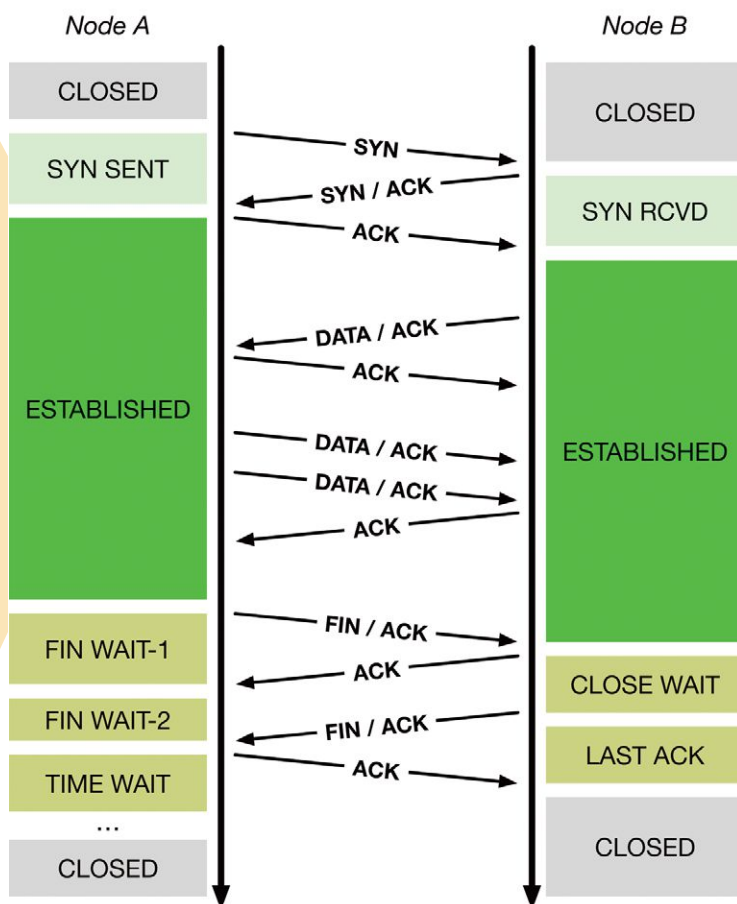 Node A
Node B
CLOSED
CLOSED
SYN
SYN SENT
SYN / ACK
SYN RCVD
ACK
DATA / ACK
ACK
ESTABLISHED
DATA / ACK
ESTABLISHED
DATA / ACK
ACK
FIN / ACK
FIN WAIT-1
ACK
CLOSE WAIT
FIN WAIT-2
FIN / ACK
LAST ACK
TIME WAIT
ACK
...
CLOSED
CLOSED